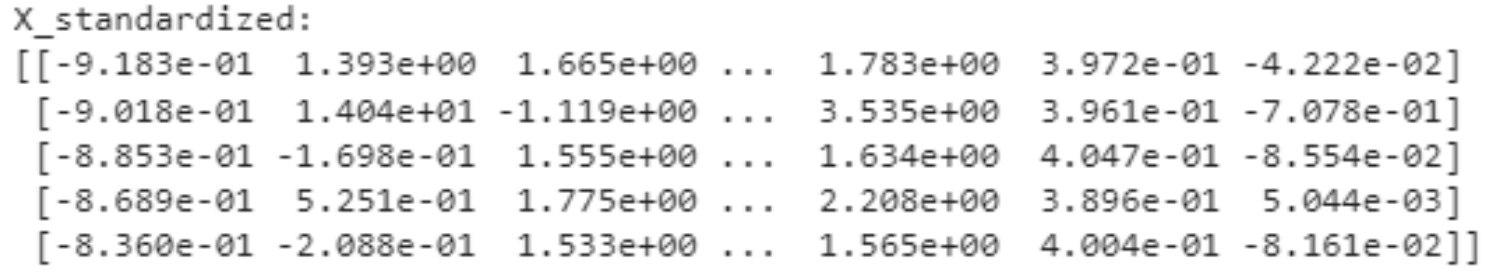 X_standardized:
[[-9.183e-01  1.393e+00  1.665e+00 ...  1.783e+00  3.972e-01 -4.222e-02]
 [-9.018e-01  1.404e+01 -1.119e+00 ...  3.535e+00  3.961e-01 -7.078e-01]
 [-8.853e-01 -1.698e-01  1.555e+00 ...  1.634e+00  4.047e-01 -8.554e-02]
 [-8.689e-01  5.251e-01  1.775e+00 ...  2.208e+00  3.896e-01  5.044e-03]
 [-8.360e-01 -2.088e-01  1.533e+00 ...  1.565e+00  4.004e-01 -8.161e-02]]